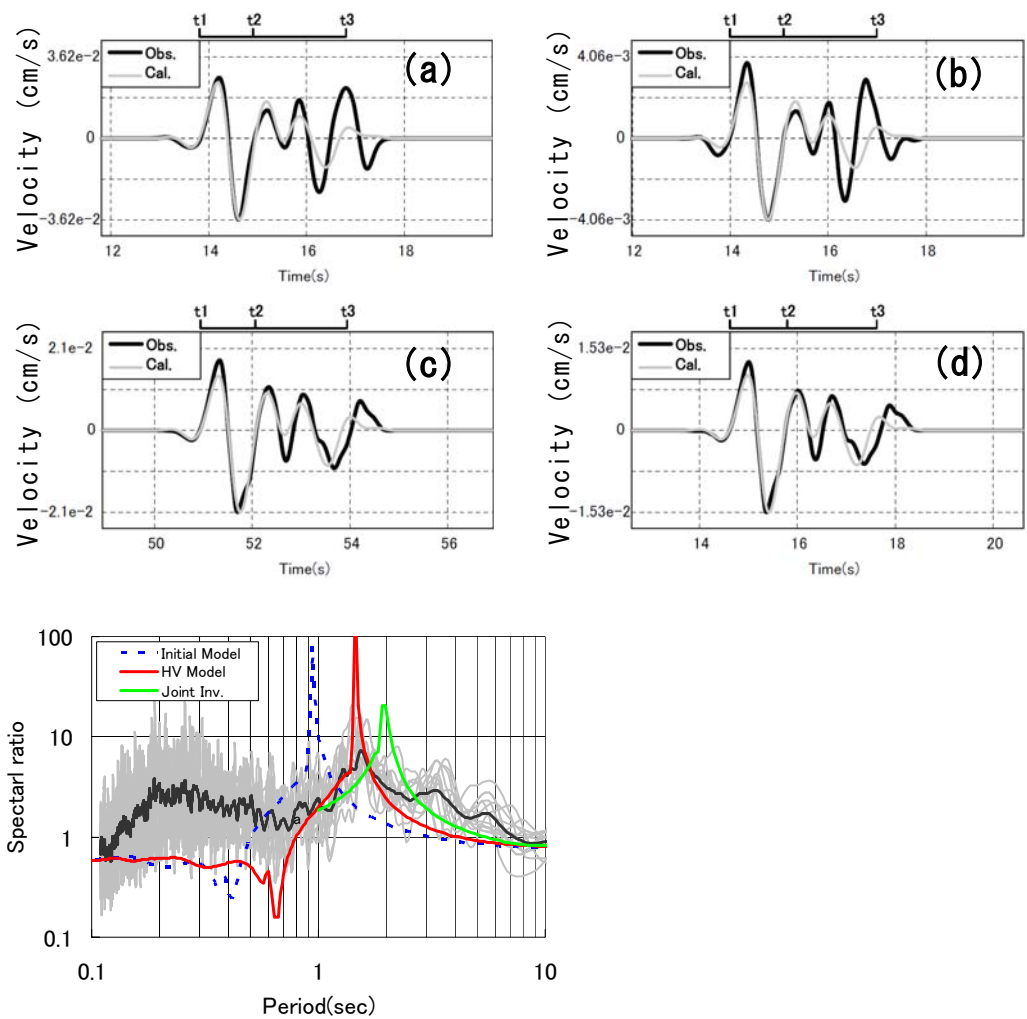 t1 t2 t3
3.62e-2
Obs.
Cal.
(a)
0
-3.62e-2
Velocity (cm/s)
12 14 16 18
Time(s)
t1 t2 t3
4.06e-3
Obs.
Cal.
(b)
0
-4.06e-3
Velocity (cm/s)
12 14 16 18
Time(s)
t1 t2 t3
2.1e-2
Obs.
Cal.
(c)
0
-2.1e-2
Velocity (cm/s)
50 52 54 56
Time(s)
t1 t2 t3
1.53e-2
Obs.
Cal.
(d)
0
-1.53e-2
Velocity (cm/s)
14 16 18 20
Time(s)
100
Initial Model
HV Model
Joint Inv.
10
1
0.1
a
Spectarl ratio
0.1 1 10
Period(sec)